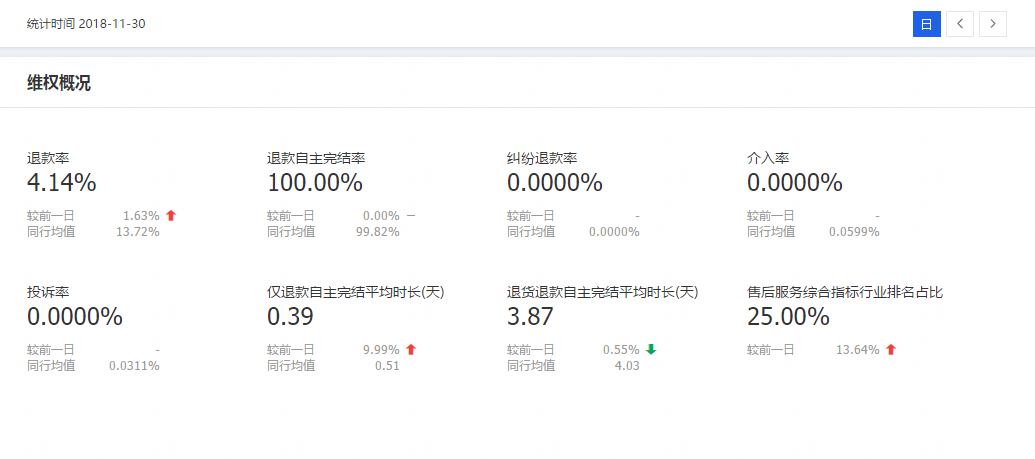 统计时间 2018-11-30
日
维权概况
退款率 退款自主完结率 纠纷退款率 介入率
4.14% 100.00% 0.0000% 0.0000%
较前一日 1.63% 较前一日 0.00% 较前一日 - 较前一日 -
同行均值 13.72% 同行均值 99.82% 同行均值 0.0000% 同行均值 0.0599%
投诉率 仅退款自主完结平均时长(天) 退货退款自主完结平均时长(天) 售后服务综合指标行业排名占比
0.0000% 0.39 3.87 25.00%
较前一日 - 较前一日 9.99% 较前一日 0.55% 较前一日 13.64%
同行均值 0.0311% 同行均值 0.51 同行均值 4.03